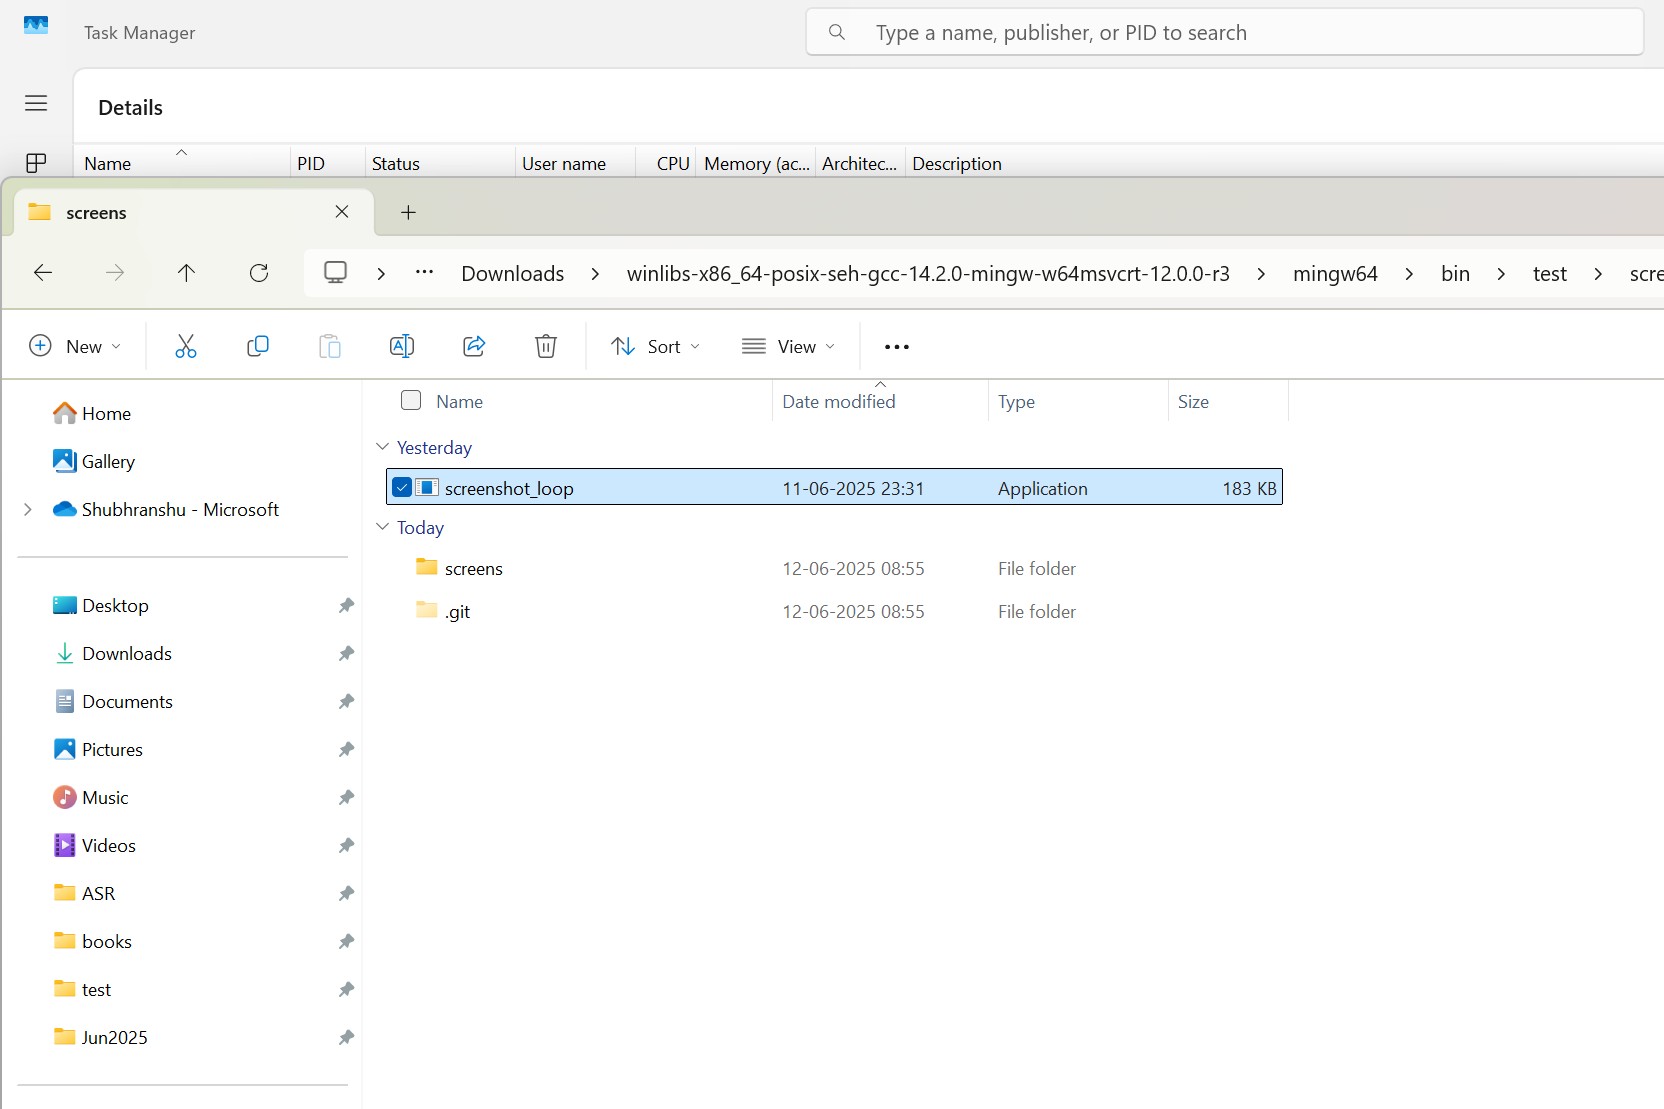 Task Manager
Type a name, publisher, or PID to search
Details
Name PID Status User name CPU Memory (ac... Architec... Description
screens
Downloads winlibs-x86_64-posix-seh-gcc-14.2.0-mingw-w64msvcrt-12.0.0-r3 mingw64 bin test scre
New Sort View
Name Date modified Type Size
Home
Yesterday
Gallery
screenshot_loop 11-06-2025 23:31 Application 183 KB
Shubhranshu - Microsoft
Today
screens 12-06-2025 08:55 File folder
.git 12-06-2025 08:55 File folder
Desktop
Downloads
Documents
Pictures
Music
Videos
ASR
books
test
Jun2025